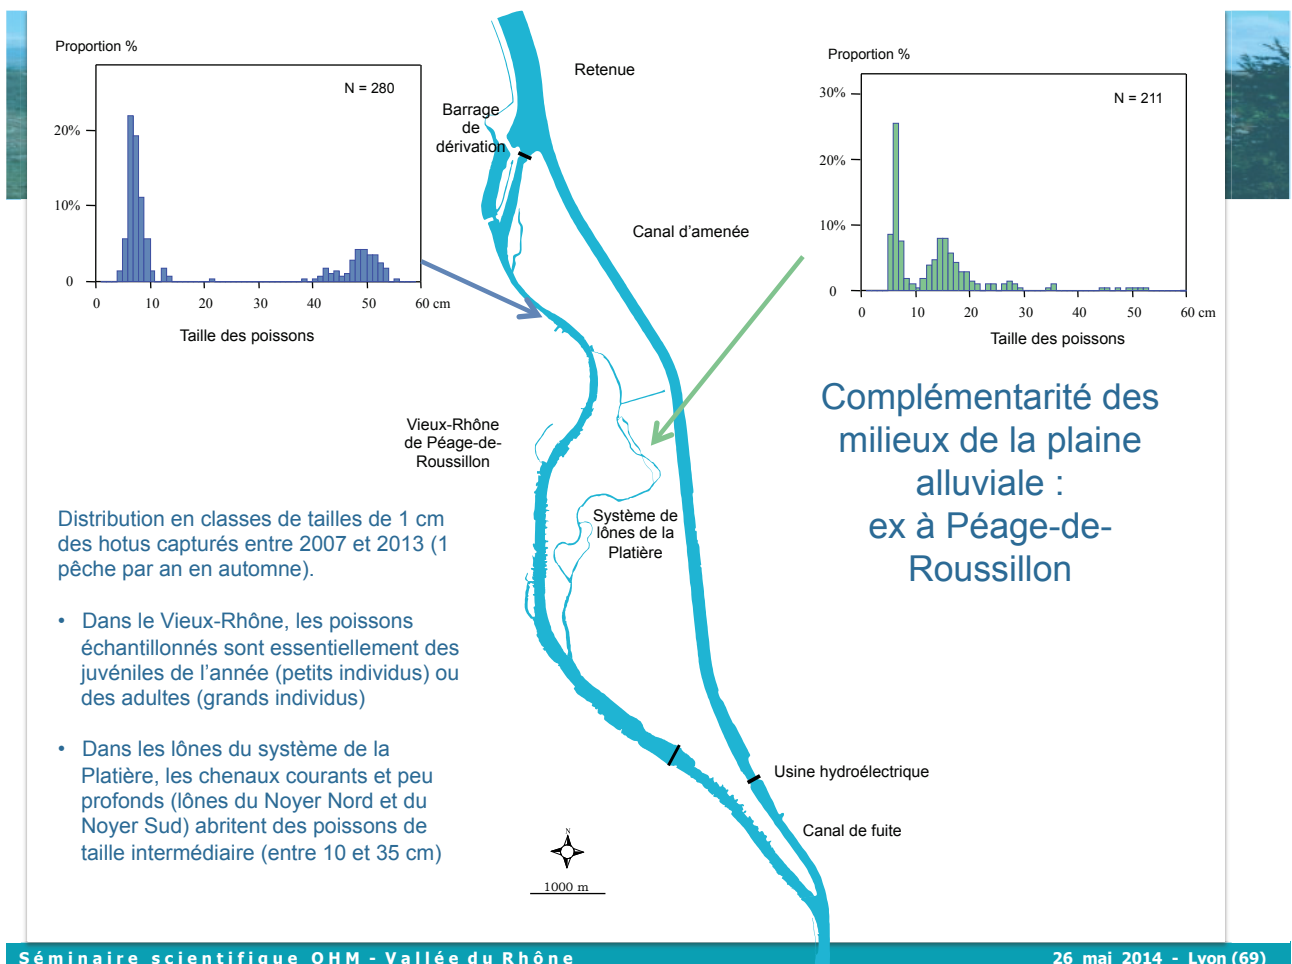 Proportion %
N = 280
20%
10%
0
0 10 20 30 40 50 60 cm
Taille des poissons
Retenue
Barrage
de
dérivation
Canal d'amenée
Proportion %
N = 211
30%
20%
10%
0
0 10 20 30 40 50 60 cm
Taille des poissons
Complémentarité des
milieux de la plaine
alluviale :
ex à Péage-de-
Roussillon
Vieux-Rhône
de Péage-de-
Roussillon
Système de
lônes de la
Platière
Distribution en classes de tailles de 1 cm
des hotus capturés entre 2007 et 2013 (1
pêche par an en automne).
• Dans le Vieux-Rhône, les poissons
échantillonnés sont essentiellement des
juvéniles de l'année (petits individus) ou
des adultes (grands individus)
• Dans les lônes du système de la
Platière, les chenaux courants et peu
profonds (lônes du Noyer Nord et du
Noyer Sud) abritent des poissons de
taille intermédiaire (entre 10 et 35 cm)
Usine hydroélectrique
Canal de fuite
N
1000 m
Séminaire scientifique OHM - Vallée du Rhône
26 mai 2014 - Lyon (69)